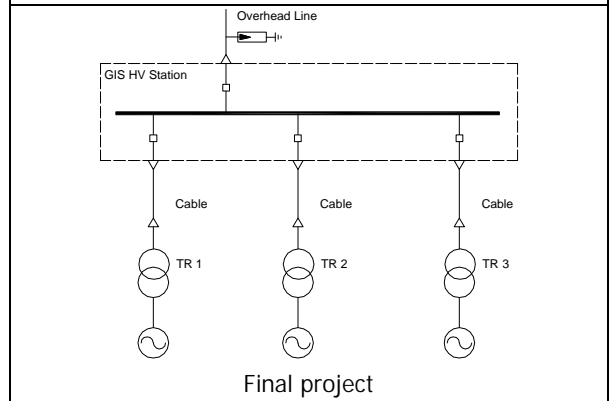 Overhead Line
GIS HV Station
Cable Cable Cable
TR 1 TR 2 TR 3
Final project